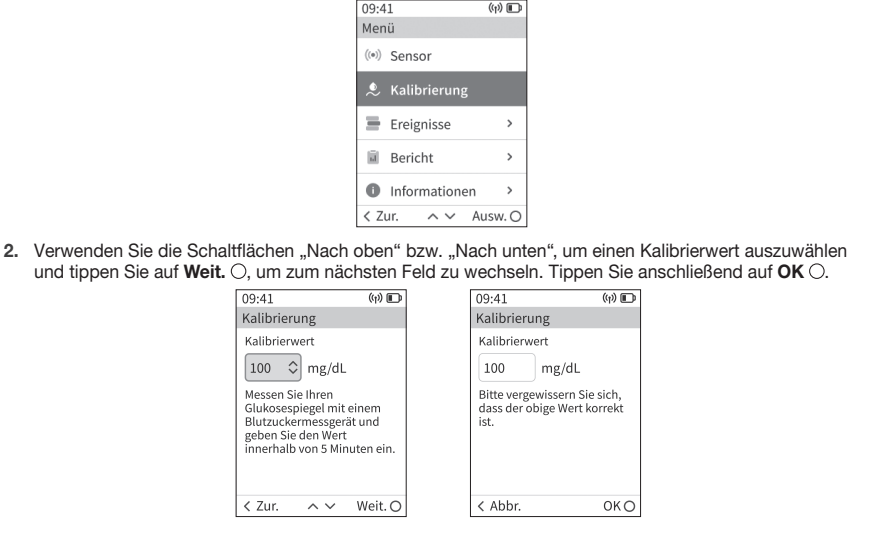 09:41
Menü
Sensor
Kalibrierung
Ereignisse >
Bericht >
Informationen >
< Zur. Ausw.
2. Verwenden Sie die Schaltflächen „Nach oben“ bzw. „Nach unten“, um einen Kalibrierwert auszuwählen
und tippen Sie auf Weit. ○, um zum nächsten Feld zu wechseln. Tippen Sie anschließend auf OK ○.
09:41
Kalibrierung
Kalibrierwert
100 mg/dL
Messen Sie Ihren
Glukosespiegel mit einem
Blutzuckermessgerät und
geben Sie den Wert
innerhalb von 5 Minuten ein.
< Zur. Weit.
09:41
Kalibrierung
Kalibrierwert
100 mg/dL
Bitte vergewissern Sie sich,
dass der obige Wert korrekt
ist.
< Abbr. OK